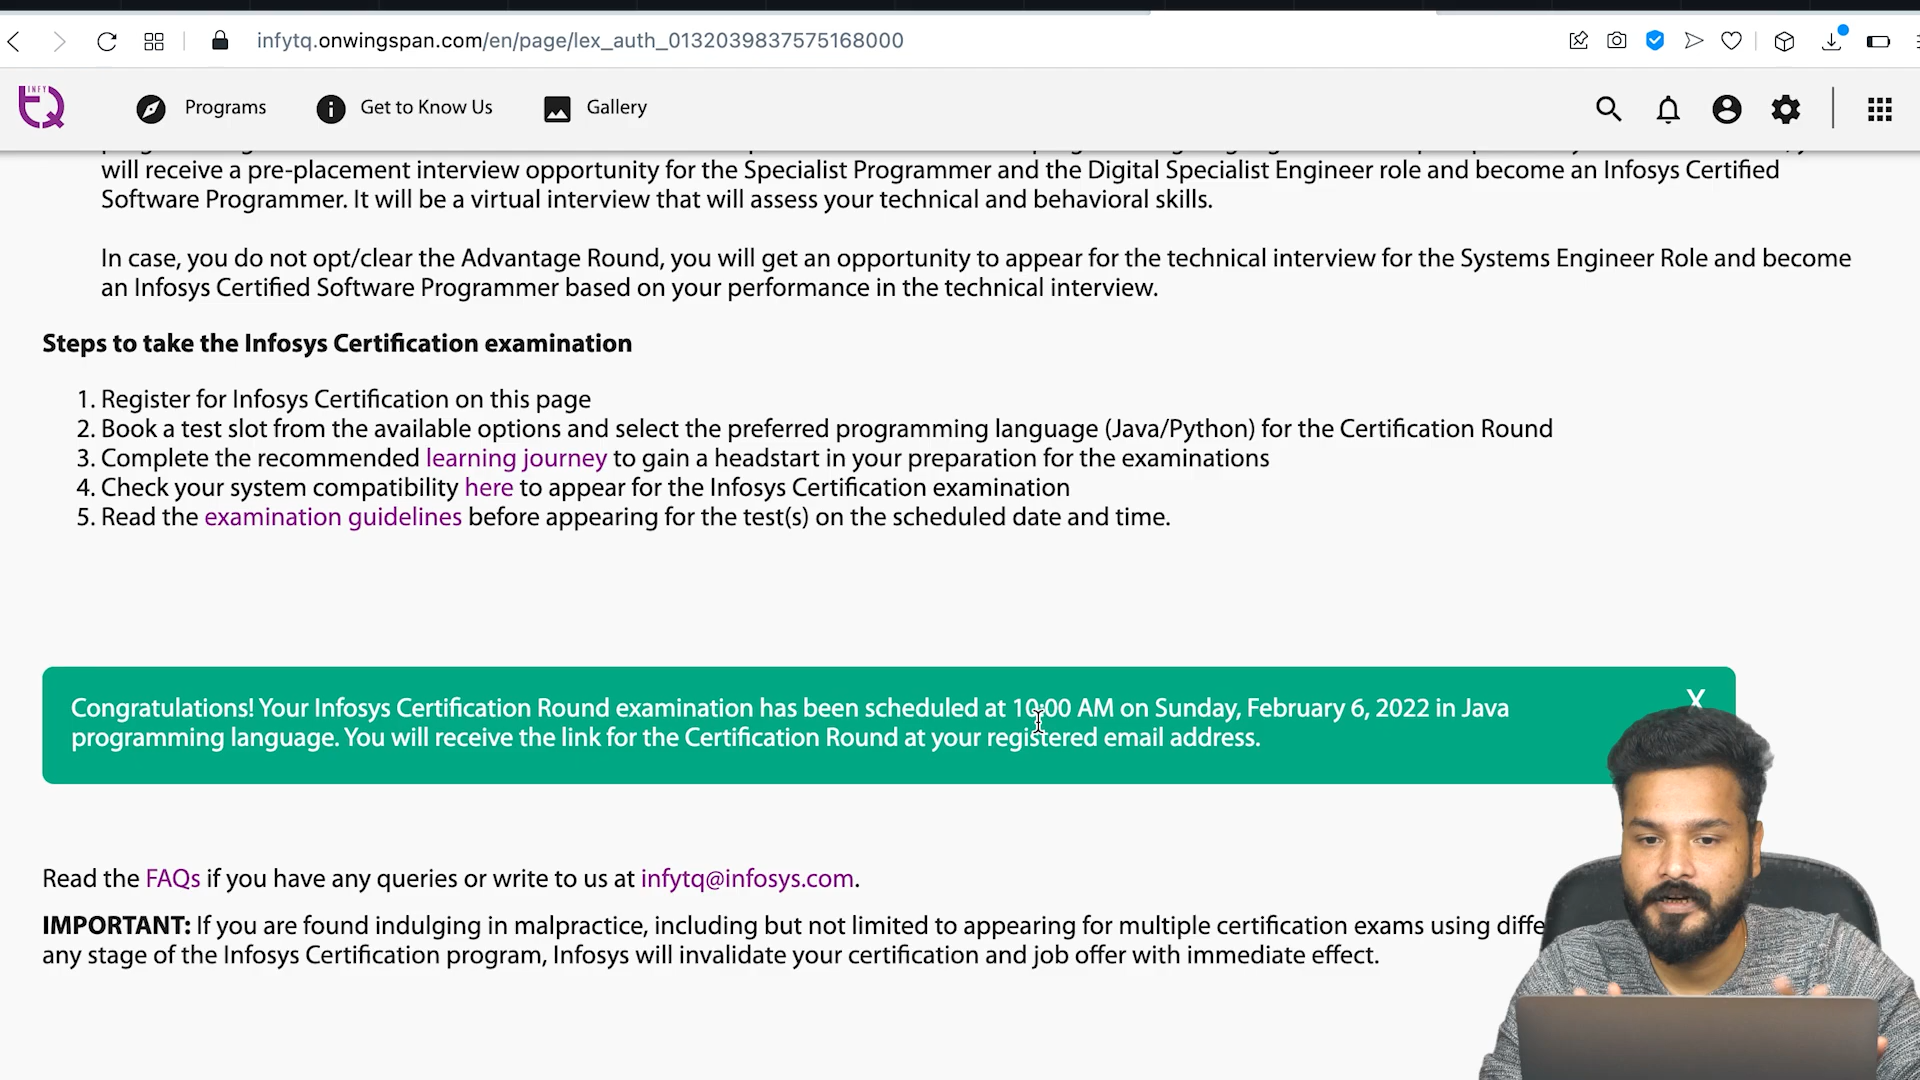 infytq.onwingspan.com/en/page/lex_auth_0132039837575168000
INFY TQ Programs Get to Know Us Gallery
will receive a pre-placement interview opportunity for the Specialist Programmer and the Digital Specialist Engineer role and become an Infosys Certified
Software Programmer. It will be a virtual interview that will assess your technical and behavioral skills.
In case, you do not opt/clear the Advantage Round, you will get an opportunity to appear for the technical interview for the Systems Engineer Role and become
an Infosys Certified Software Programmer based on your performance in the technical interview.
Steps to take the Infosys Certification examination
1. Register for Infosys Certification on this page
2. Book a test slot from the available options and select the preferred programming language (Java/Python) for the Certification Round
3. Complete the recommended learning journey to gain a headstart in your preparation for the examinations
4. Check your system compatibility here to appear for the Infosys Certification examination
5. Read the examination guidelines before appearing for the test(s) on the scheduled date and time.
X
Congratulations! Your Infosys Certification Round examination has been scheduled at 10:00 AM on Sunday, February 6, 2022 in Java
programming language. You will receive the link for the Certification Round at your registered email address.
Read the FAQs if you have any queries or write to us at infytq@infosys.com.
IMPORTANT: If you are found indulging in malpractice, including but not limited to appearing for multiple certification exams using diffe
any stage of the Infosys Certification program, Infosys will invalidate your certification and job offer with immediate effect.